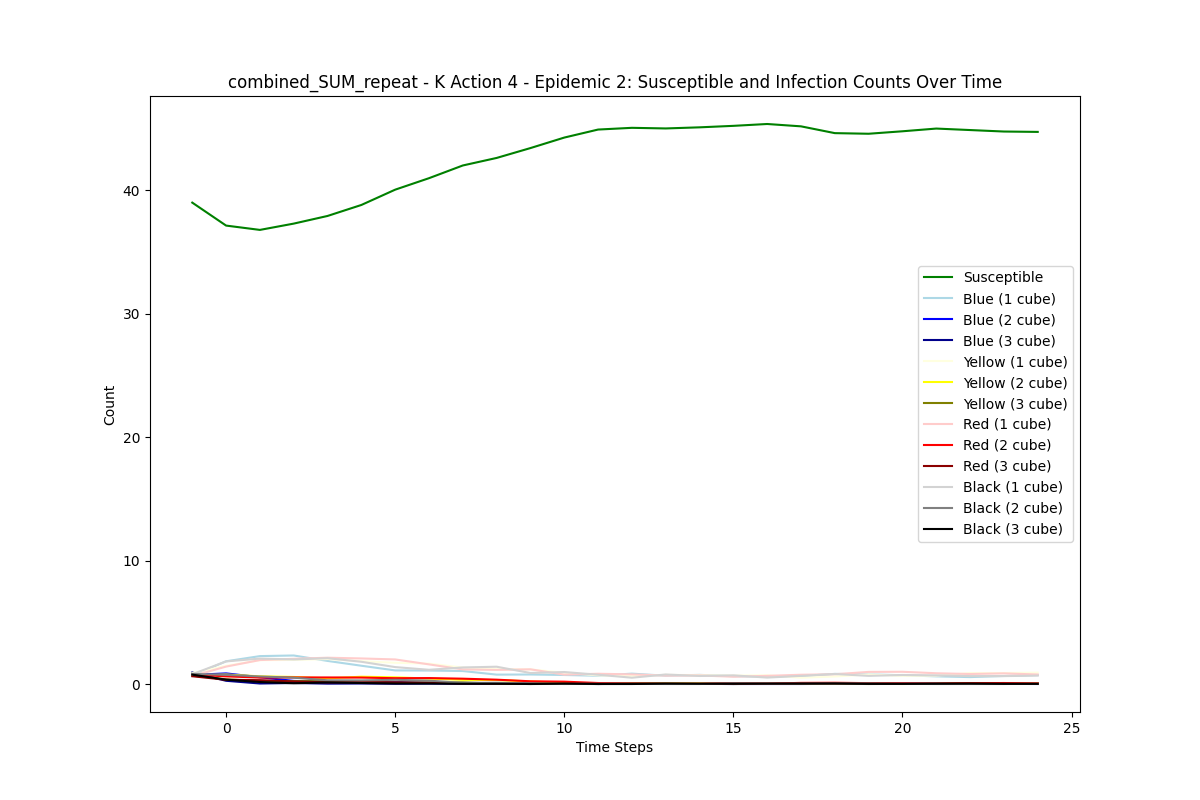 combined_SUM_repeat - K Action 4 - Epidemic 2: Susceptible and Infection Counts Over Time
Count
40
30
20
10
0
Susceptible
Blue (1 cube)
Blue (2 cube)
Blue (3 cube)
Yellow (1 cube)
Yellow (2 cube)
Yellow (3 cube)
Red (1 cube)
Red (2 cube)
Red (3 cube)
Black (1 cube)
Black (2 cube)
Black (3 cube)
0 5 10 15 20 25
Time Steps